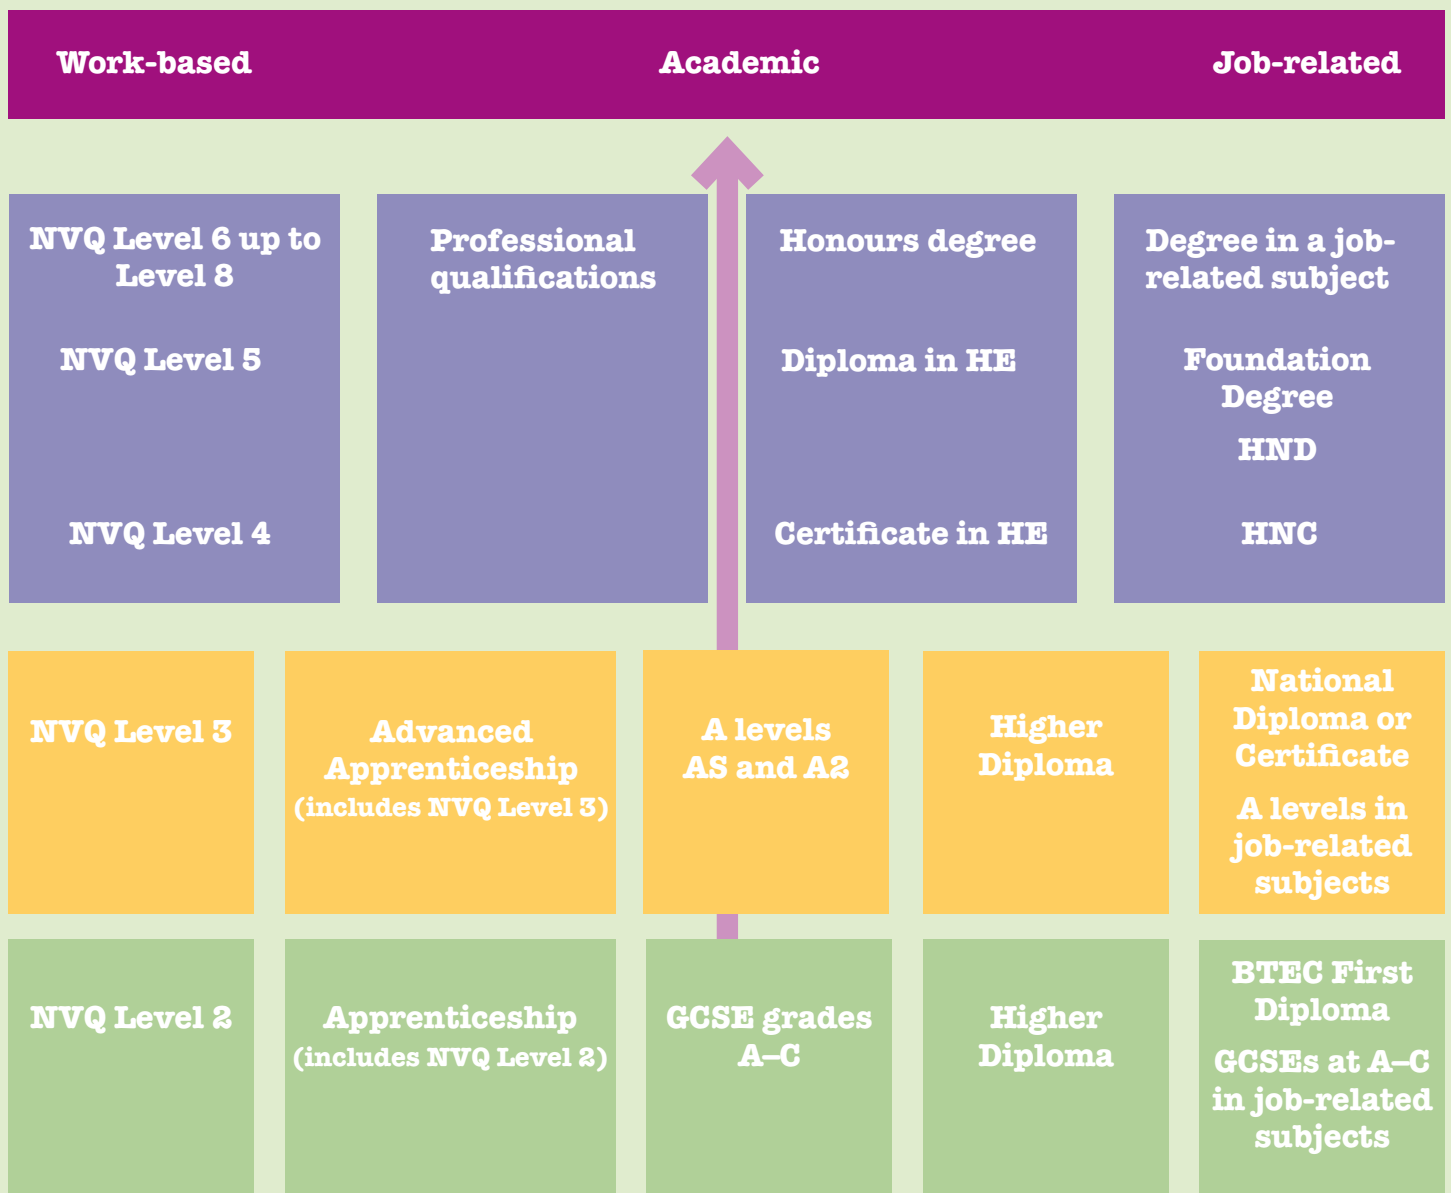 Work-based
Academic
Job-related
NVQ Level 6 up to
Level 8
NVQ Level 5
NVQ Level 4
Professional
qualifications
Honours degree
Diploma in HE
Certificate in HE
Degree in a job-
related subject
Foundation
Degree
HND
HNC
NVQ Level 3
Advanced
Apprenticeship
(includes NVQ Level 3)
A levels
AS and A2
Higher
Diploma
National
Diploma or
Certificate
A levels in
job-related
subjects
NVQ Level 2
Apprenticeship
(includes NVQ Level 2)
GCSE grades
A–C
Higher
Diploma
BTEC First
Diploma
GCSEs at A–C
in job-related
subjects